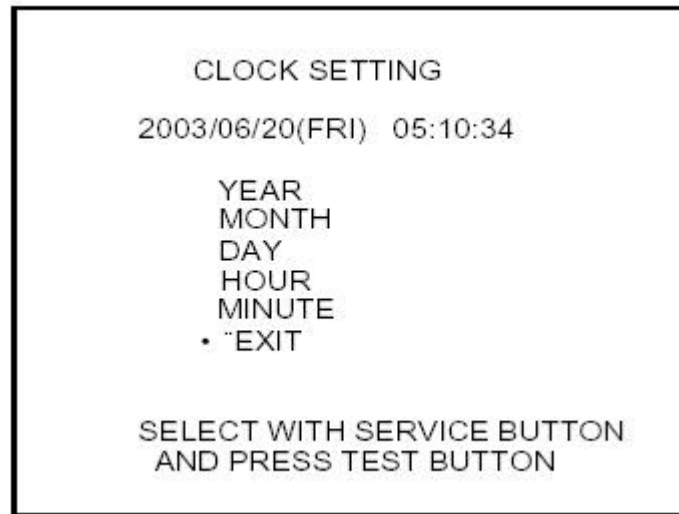 CLOCK SETTING
2003/06/20(FRI) 05:10:34
YEAR
MONTH
DAY
HOUR
MINUTE
• ¨EXIT
SELECT WITH SERVICE BUTTON
AND PRESS TEST BUTTON